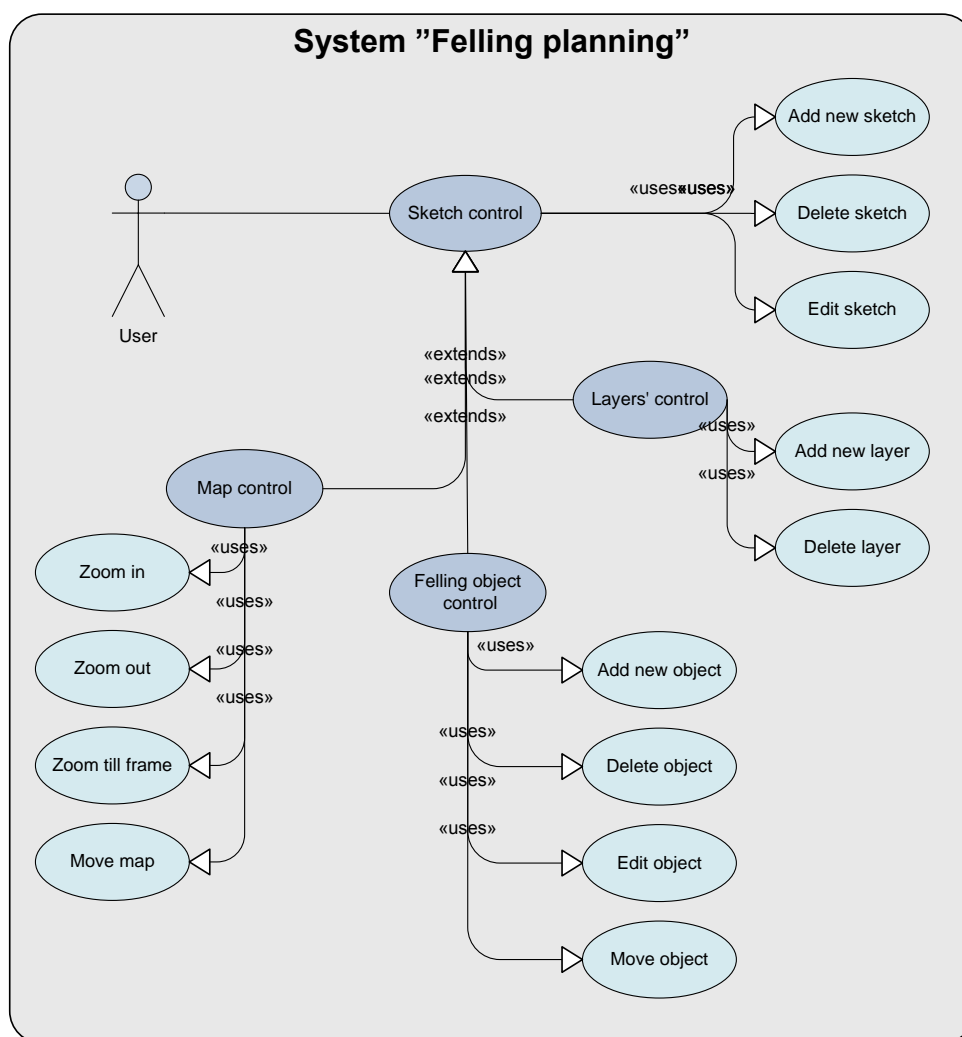 System ”Felling planning”
Add new sketch
«uses»
«uses»
Sketch control
Delete sketch
Edit sketch
User
«extends»
«extends»
«extends»
Layers’ control
«uses»
Add new layer
«uses»
Map control
Delete layer
«uses»
Zoom in
Felling object
control
«uses»
«uses»
«uses»
Zoom out
Add new object
«uses»
«uses»
Zoom till frame
Delete object
«uses»
«uses»
Move map
Edit object
Move object